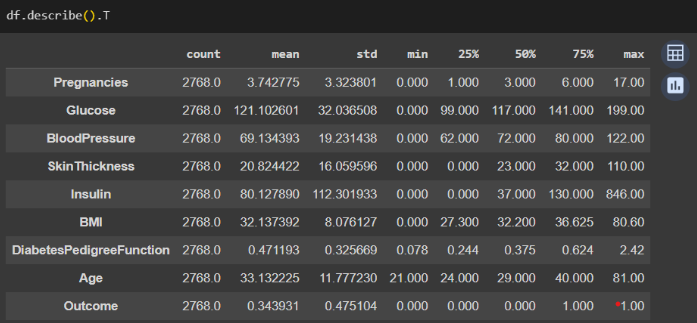 df.describe().T
count mean std min 25% 50% 75% max
Pregnancies 2768.0 3.742775 3.323801 0.000 1.000 3.000 6.000 17.00
Glucose 2768.0 121.102601 32.036508 0.000 99.000 117.000 141.000 199.00
BloodPressure 2768.0 69.134393 19.231438 0.000 62.000 72.000 80.000 122.00
SkinThickness 2768.0 20.824422 16.059596 0.000 0.000 23.000 32.000 110.00
Insulin 2768.0 80.127890 112.301933 0.000 0.000 37.000 130.000 846.00
BMI 2768.0 32.137392 8.076127 0.000 27.300 32.200 36.625 80.60
DiabetesPedigreeFunction 2768.0 0.471193 0.325669 0.078 0.244 0.375 0.624 2.42
Age 2768.0 33.132225 11.777230 21.000 24.000 29.000 40.000 81.00
Outcome 2768.0 0.343931 0.475104 0.000 0.000 0.000 1.000 1.00